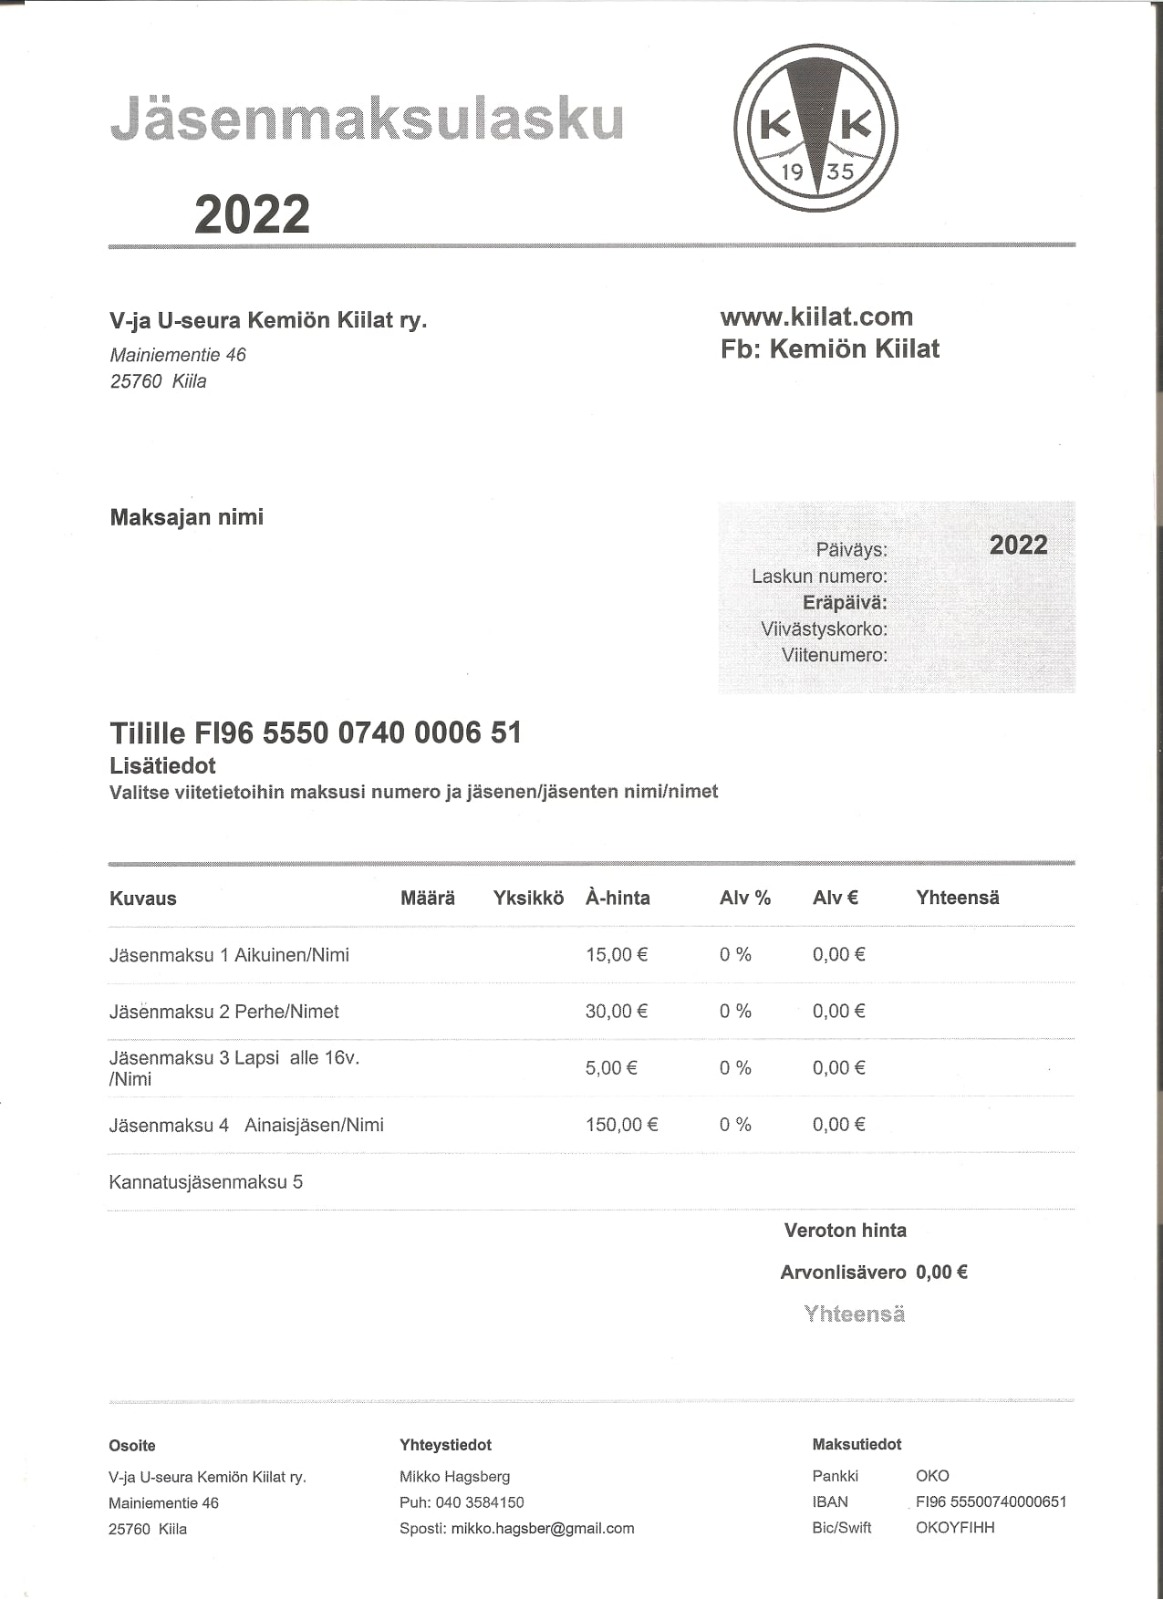 Jäsenmaksulasku
K K
19 35
2022
V-ja U-seura Kemiön Kiilat ry.
Mainiementie 46
25760 Kiila
www.kiilat.com
Fb: Kemiön Kiilat
Maksajan nimi
Päiväys: 2022
Laskun numero:
Eräpäivä:
Viivästyskorko:
Viitenumero:
Tilille FI96 5550 0740 0006 51
Lisätiedot
Valitse viitetietoihin maksusi numero ja jäsenen/jäsenten nimi/nimet
Kuvaus Määrä Yksikkö À-hinta Alv % Alv € Yhteensä
Jäsenmaksu 1 Aikuinen/Nimi 15,00 € 0 % 0,00 €
Jäsenmaksu 2 Perhe/Nimet 30,00 € 0 % 0,00 €
Jäsenmaksu 3 Lapsi alle 16v.
/Nimi 5,00 € 0 % 0,00 €
Jäsenmaksu 4 Ainaisjäsen/Nimi 150,00 € 0 % 0,00 €
Kannatusjäsenmaksu 5
Veroton hinta
Arvonlisävero 0,00 €
Yhteensä
Osoite Yhteystiedot Maksutiedot
V-ja U-seura Kemiön Kiilat ry. Mikko Hagsberg Pankki OKO
Mainiementie 46 Puh: 040 3584150 IBAN FI96 55500740000651
25760 Kiila Sposti: mikko.hagsber@gmail.com Bic/Swift OKOYFIHH